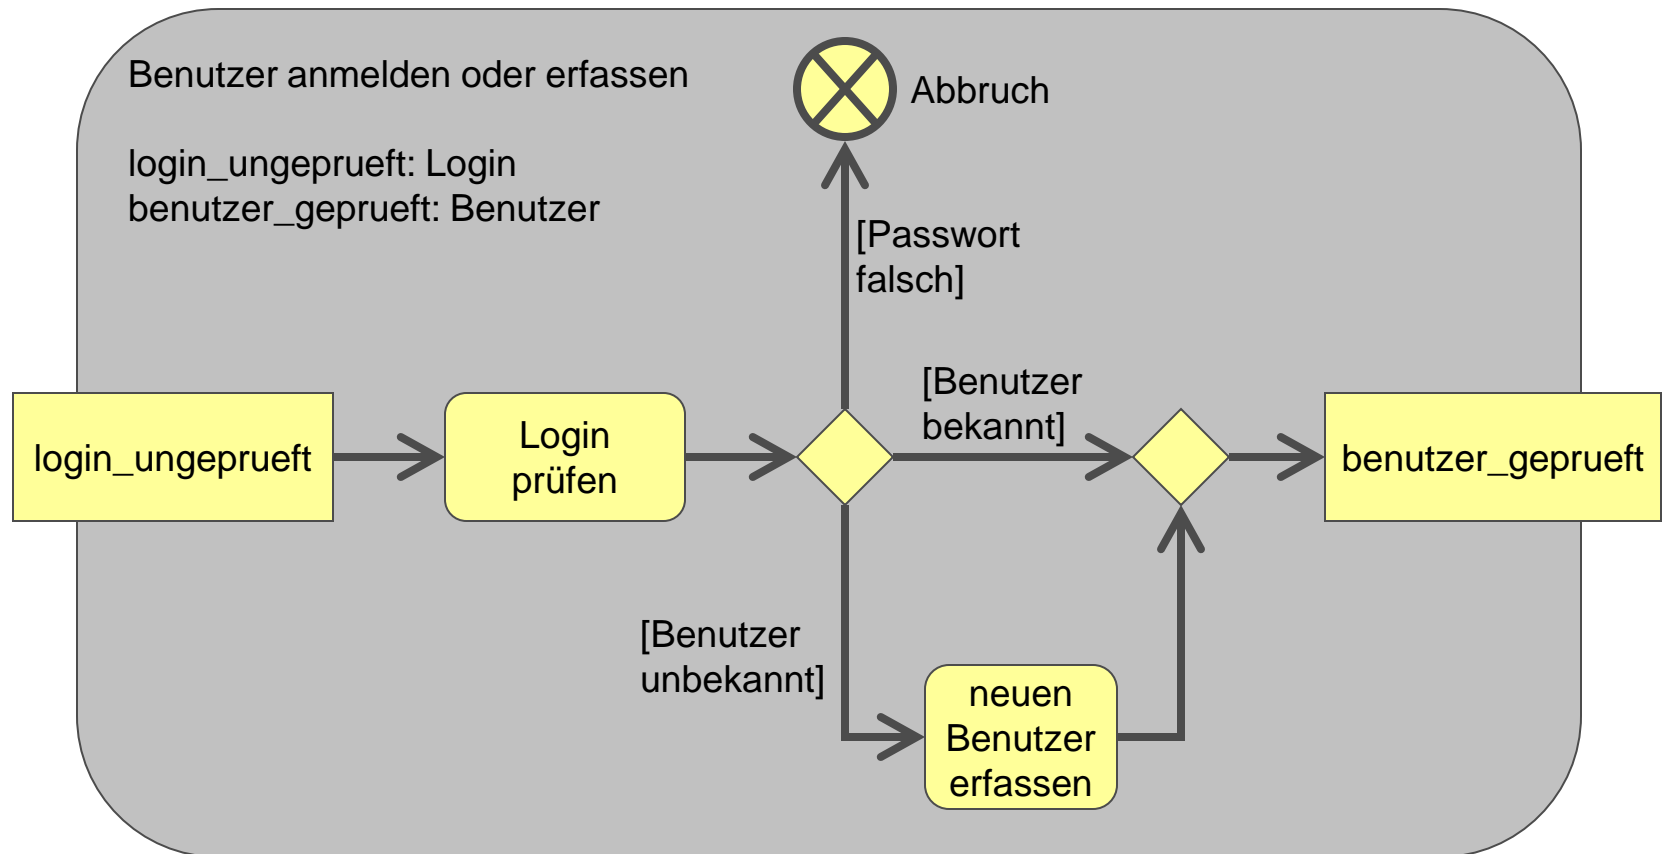 Benutzer anmelden oder erfassen
Abbruch
login_ungeprueft: Login
benutzer_geprueft: Benutzer
[Passwort
falsch]
[Benutzer
bekannt]
login_ungeprueft
Login
prüfen
benutzer_geprueft
[Benutzer
unbekannt]
neuen
Benutzer
erfassen